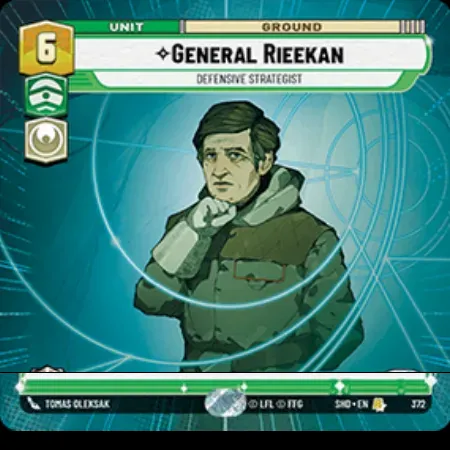 6
UNIT
GROUND
GENERAL RIEEKAN
DEFENSIVE STRATEGIST
TOMAS OLEKSAK
© LFL © FFG
SHD • EN
372